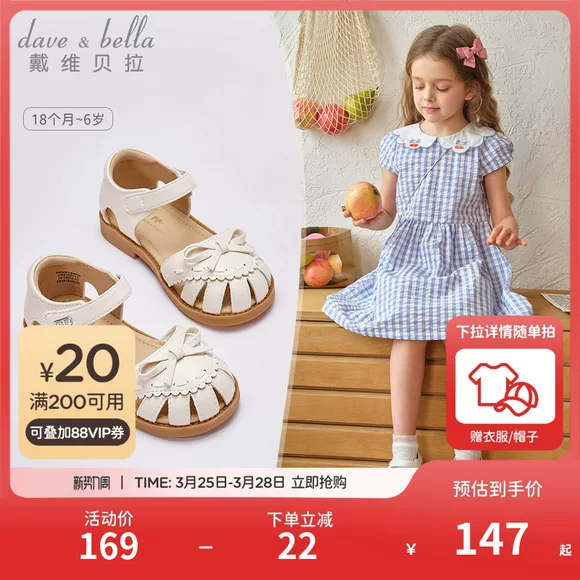 dave & bella
戴维贝拉
18个月~6岁
¥20
满200可用
可叠加88VIP券
下拉详情随单拍
赠衣服/帽子
新势力周 TIME: 3月25日-3月28日 立即抢购
预估到手价
活动价
169
-
下单立减
22
¥ 147 起